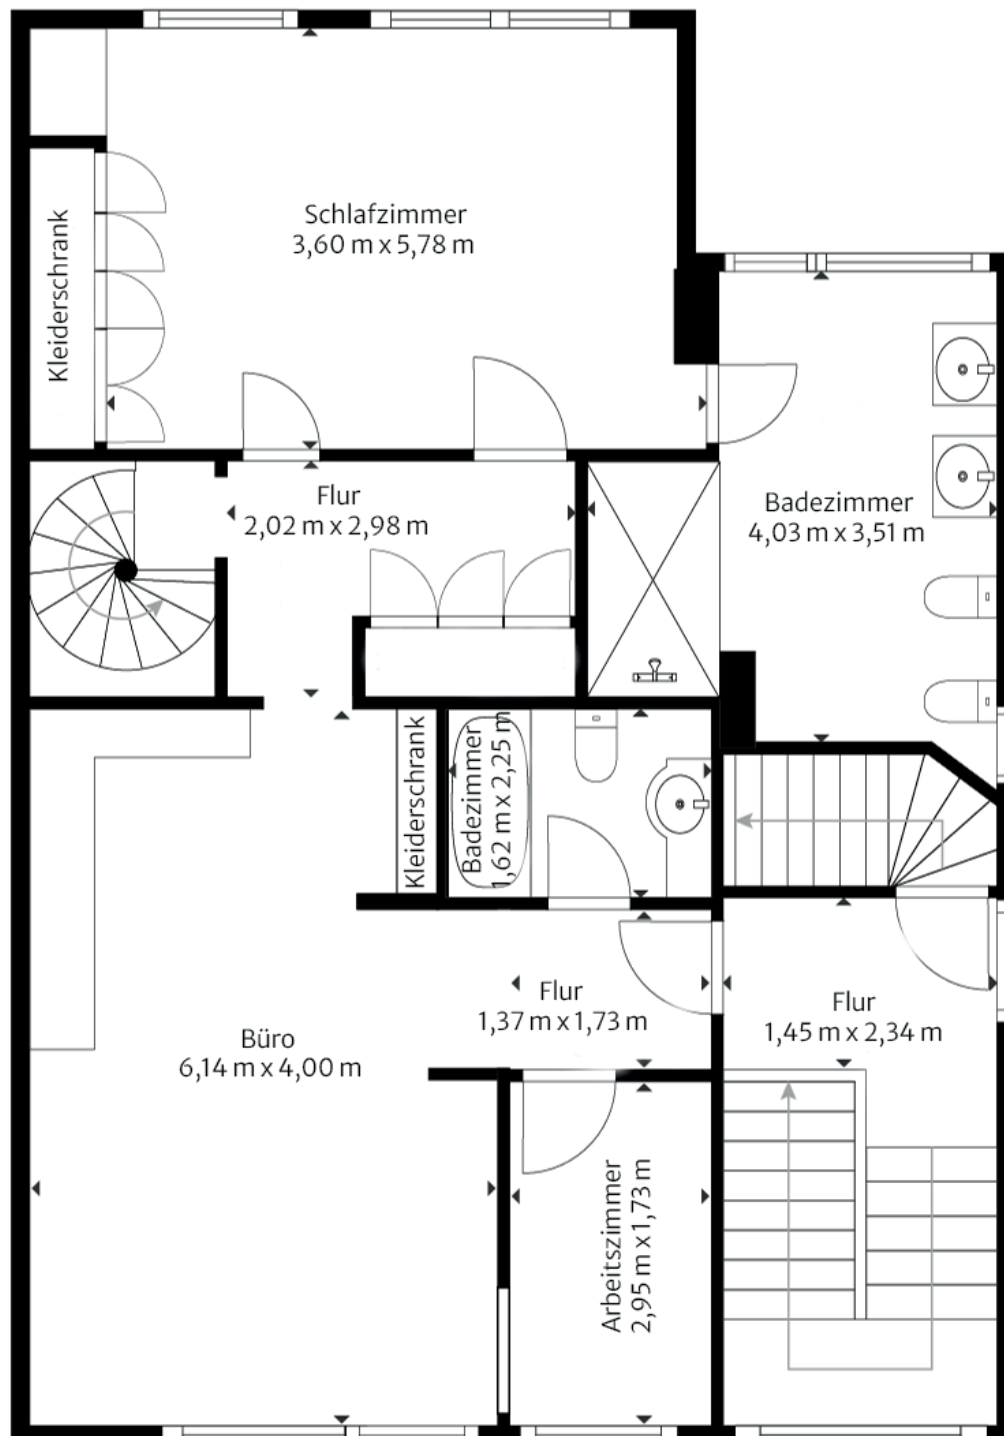 Schlafzimmer
3,60 m x 5,78 m
Kleiderschrank
Flur
2,02 m x 2,98 m
Badezimmer
4,03 m x 3,51 m
Kleiderschrank
Badezimmer
1,62 m x 2,25 m
Flur
1,37 m x 1,73 m
Flur
1,45 m x 2,34 m
Büro
6,14 m x 4,00 m
Arbeitszimmer
2,95 m x 1,73 m